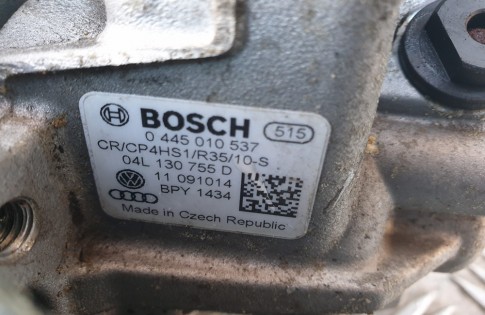 BOSCH 515
0 445 010 537
CR/CP4HS1/R35/10-S
04L 130 755 D
11 091014
BPY 1434
Made in Czech Republic